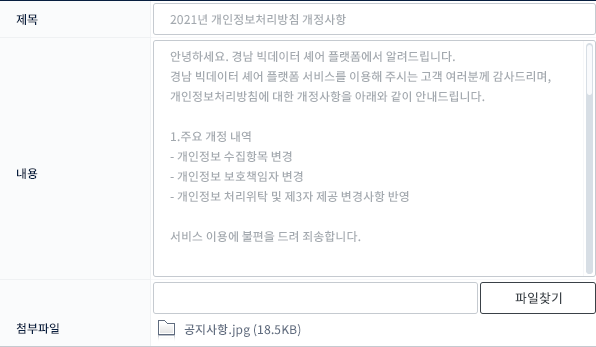 제목
2021년 개인정보처리방침 개정사항
내용
안녕하세요. 경남 빅데이터 셰어 플랫폼에서 알려드립니다.
경남 빅데이터 셰어 플랫폼 서비스를 이용해 주시는 고객 여러분께 감사드리며,
개인정보처리방침에 대한 개정사항을 아래와 같이 안내드립니다.
1.주요 개정 내역
- 개인정보 수집항목 변경
- 개인정보 보호책임자 변경
- 개인정보 처리위탁 및 제3자 제공 변경사항 반영
서비스 이용에 불편을 드려 죄송합니다.
첨부파일
파일찾기
공지사항.jpg (18.5KB)